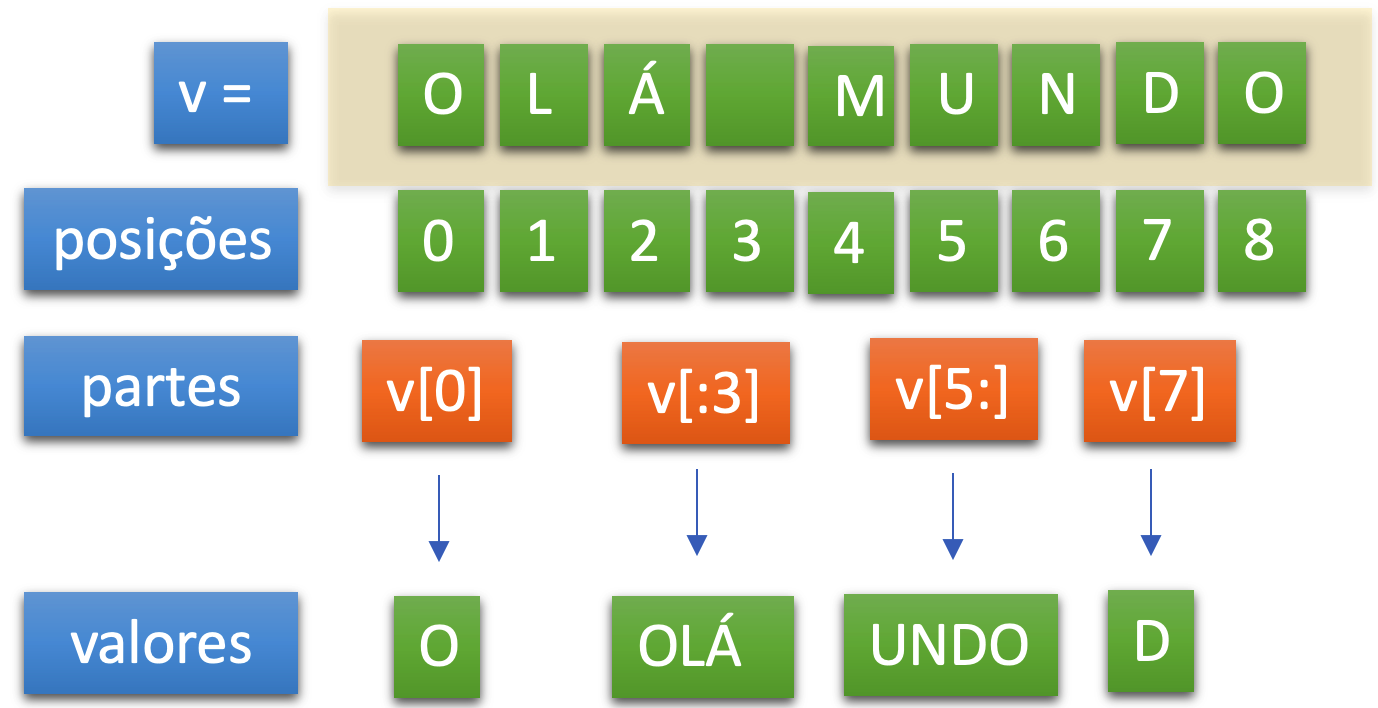 v = O L Á M U N D O
posições 0 1 2 3 4 5 6 7 8
partes v[0] v[:3] v[5:] v[7]
valores O OLÁ UNDO D